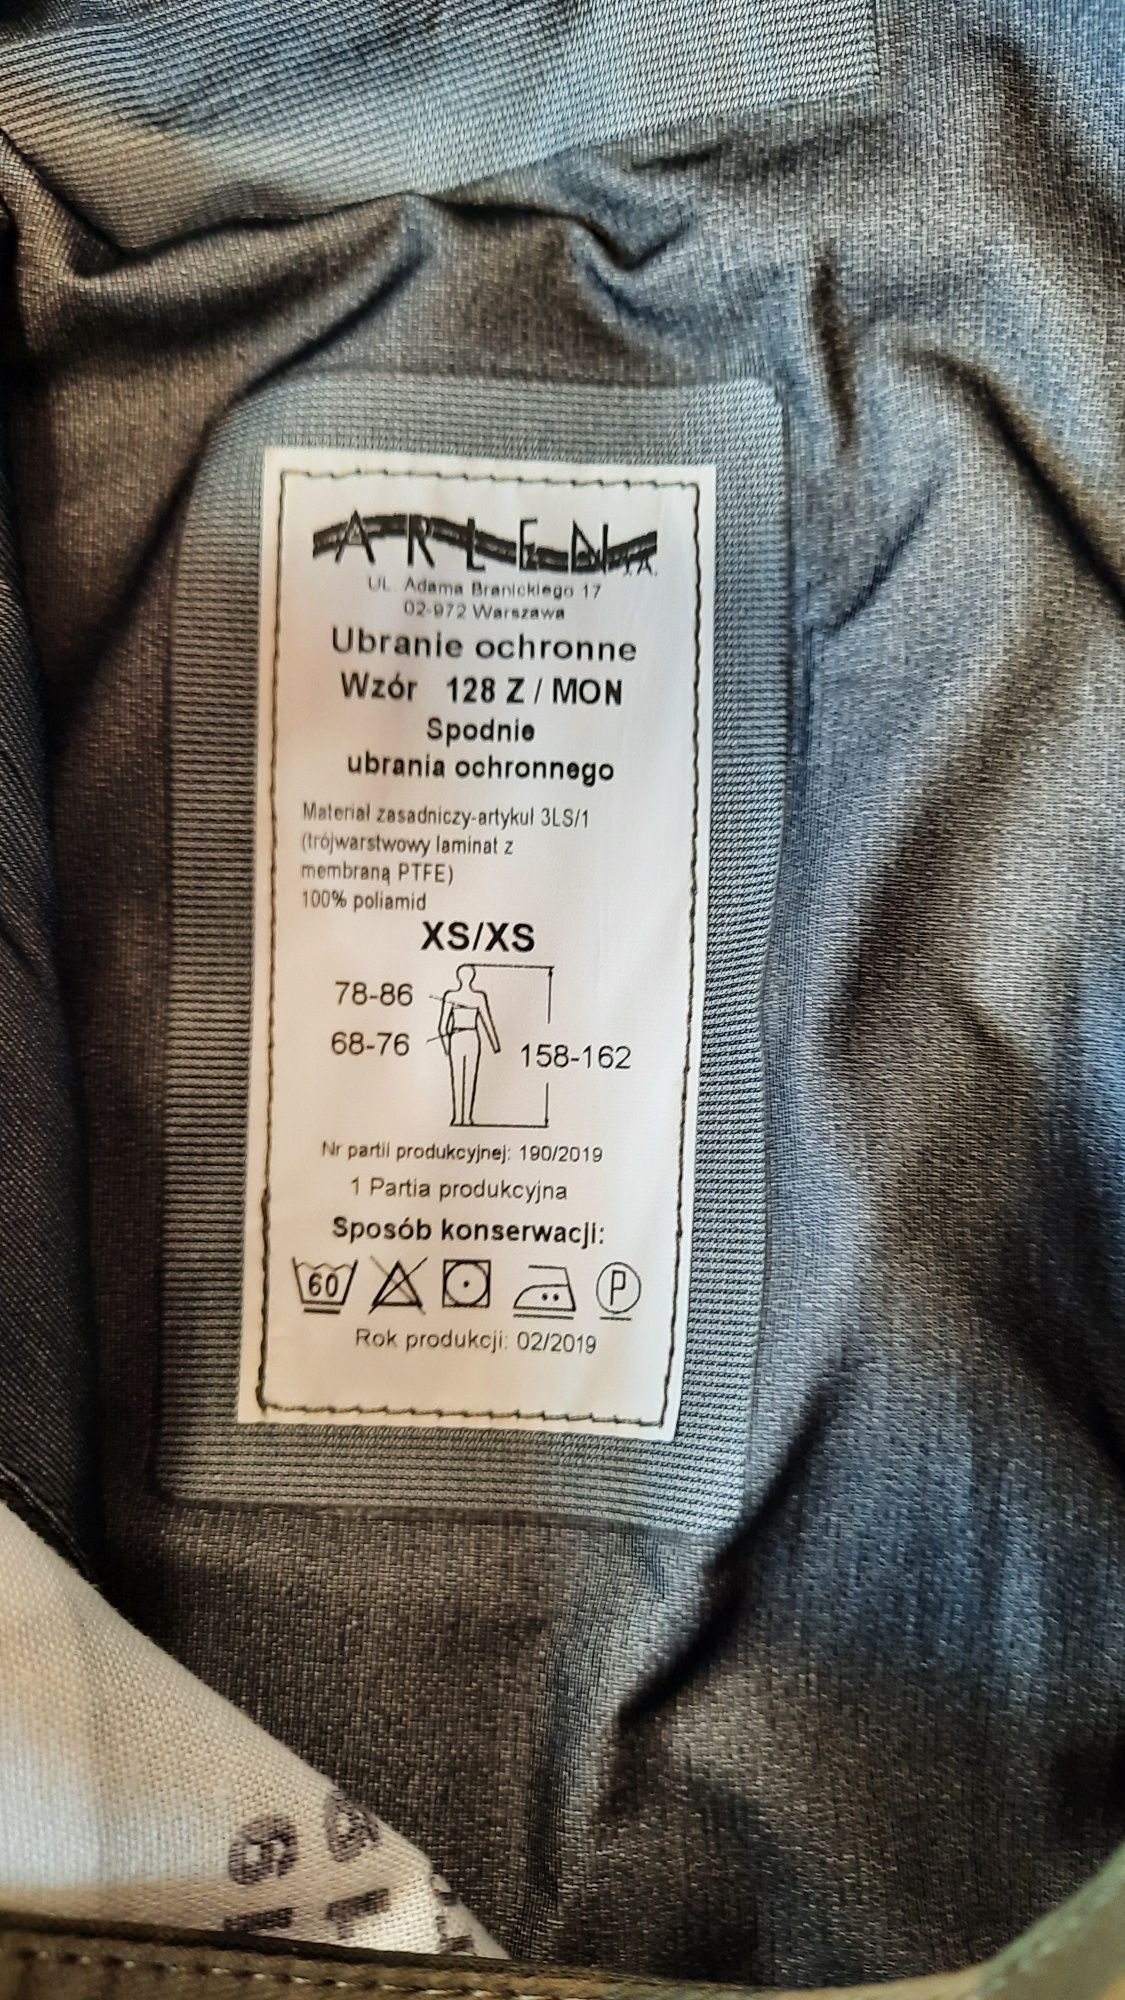 ARLEN S.A.
UL. Adama Branickiego 17
02-972 Warszawa
Ubranie ochronne
Wzór 128 Z / MON
Spodnie
ubrania ochronnego
Materiał zasadniczy-artykuł 3LS/1
(trójwarstwowy laminat z
membraną PTFE)
100% poliamid
XS/XS
78-86
68-76
158-162
Nr partii produkcyjnej: 190/2019
1 Partia produkcyjna
Sposób konserwacji:
60 P
Rok produkcji: 02/2019